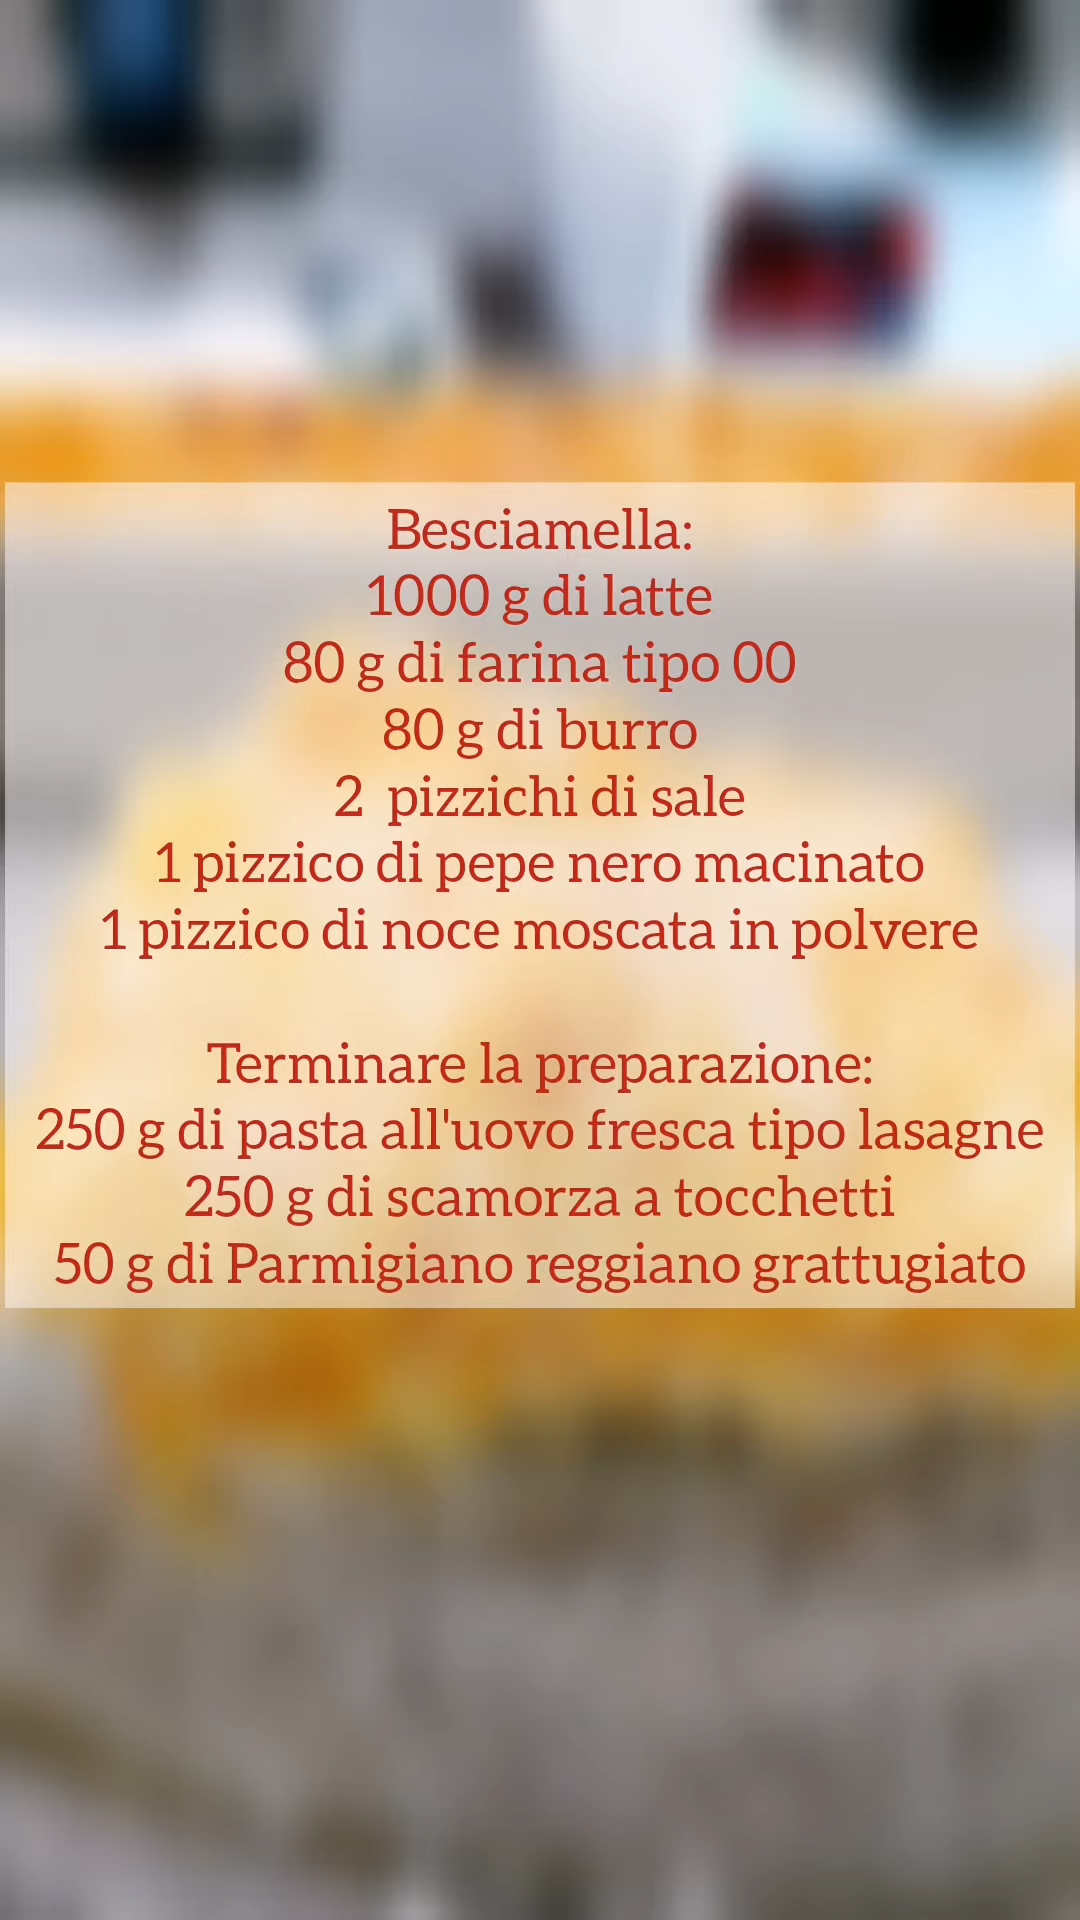 Besciamella:
1000 g di latte
80 g di farina tipo 00
80 g di burro
2  pizzichi di sale
1 pizzico di pepe nero macinato
1 pizzico di noce moscata in polvere
Terminare la preparazione:
250 g di pasta all'uovo fresca tipo lasagne
250 g di scamorza a tocchetti
50 g di Parmigiano reggiano grattugiato